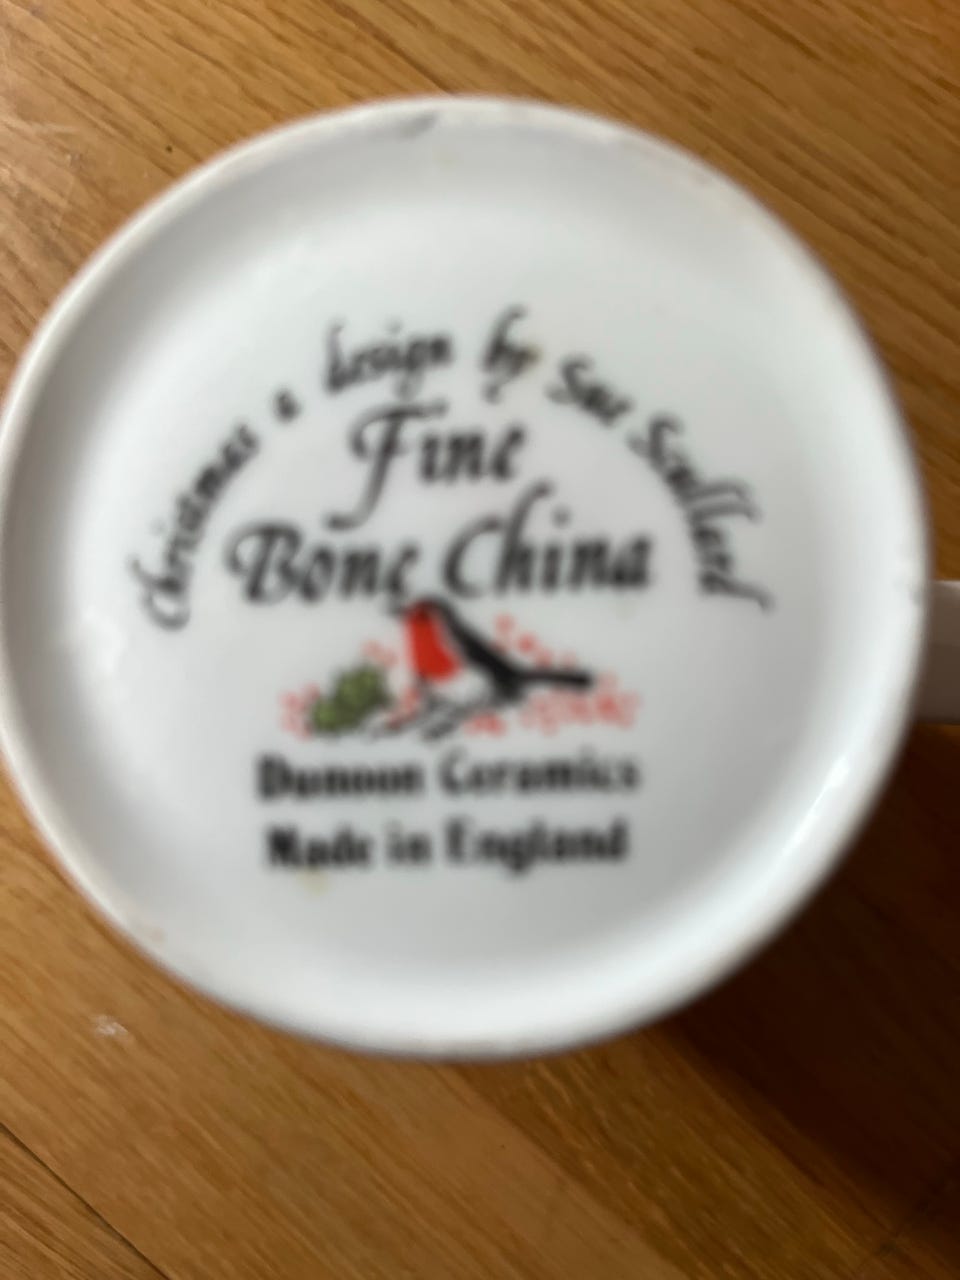 Christmas a design by Sue Scullard
Fine
Bone China
Dunoon Ceramics
Made in England